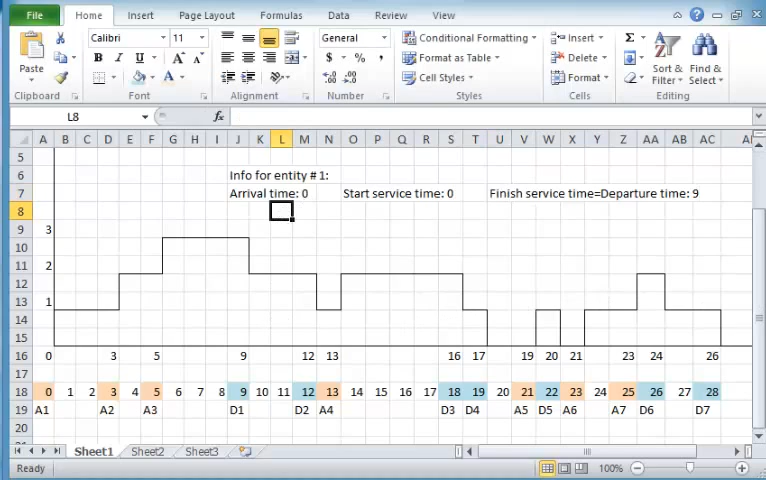 File Home Insert Page Layout Formulas Data Review View
Calibri 11 General Conditional Formatting Insert Σ
Paste B I U Format as Table Delete Sort & Find &
$ % , Cell Styles Format Filter Select
Clipboard Font Alignment Number Styles Cells Editing
L8 fx
A B C D E F G H I J K L M N O P Q R S T U V W X Y Z AA AB AC
5
6 Info for entity # 1:
7 Arrival time: 0 Start service time: 0 Finish service time=Departure time: 9
8
9 3
10
11 2
12
13 1
14
15
16 0 3 5 9 12 13 16 17 19 20 21 23 24 26
17
18 0 1 2 3 4 5 6 7 8 9 10 11 12 13 14 15 16 17 18 19 20 21 22 23 24 25 26 27 28
19 A1 A2 A3 D1 D2 A4 D3 D4 A5 D5 A6 A7 D6 D7
20
Sheet1 Sheet2 Sheet3
Ready 100%